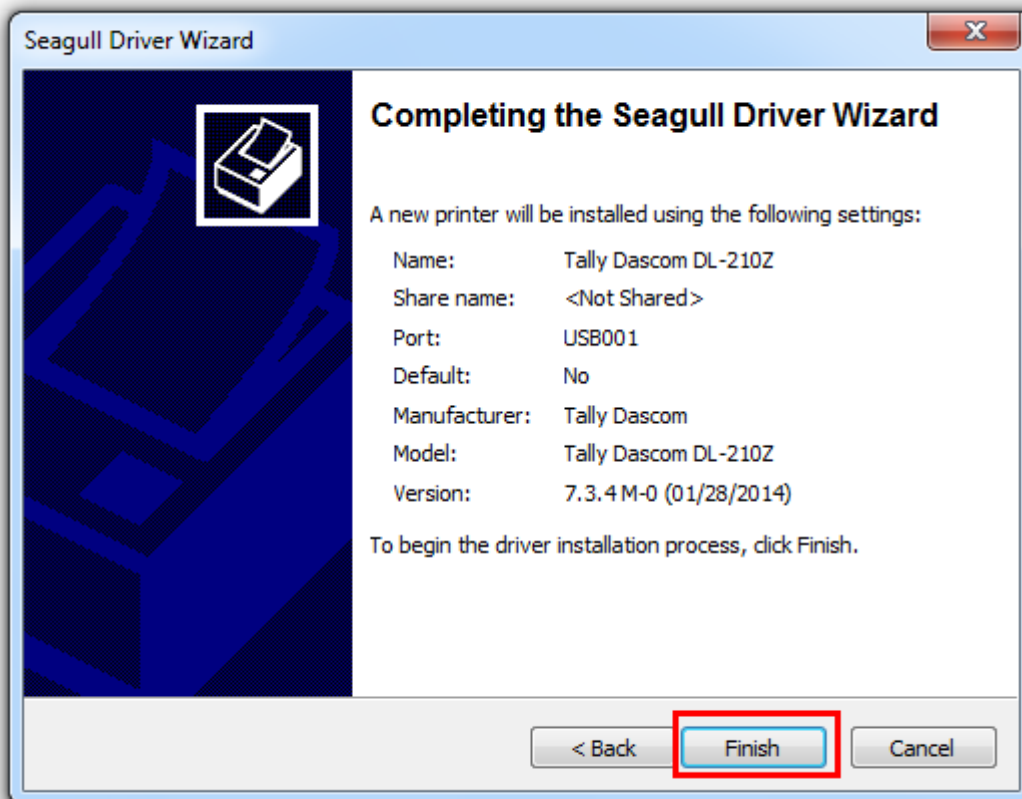 Seagull Driver Wizard
Completing the Seagull Driver Wizard
A new printer will be installed using the following settings:
Name: Tally Dascom DL-210Z
Share name: <Not Shared>
Port: USB001
Default: No
Manufacturer: Tally Dascom
Model: Tally Dascom DL-210Z
Version: 7.3.4 M-0 (01/28/2014)
To begin the driver installation process, click Finish.
< Back Finish Cancel